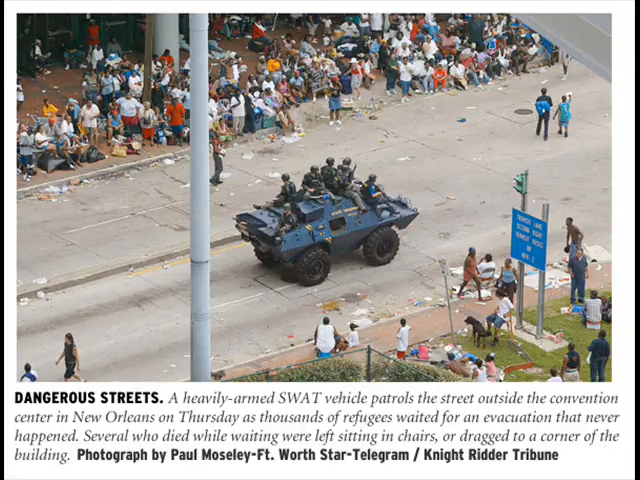 TRANSIT LANE
DANGEROUS STREETS. A heavily-armed SWAT vehicle patrols the street outside the convention
center in New Orleans on Thursday as thousands of refugees waited for an evacuation that never
happened. Several who died while waiting were left sitting in chairs, or dragged to a corner of the
building. Photograph by Paul Moseley-Ft. Worth Star-Telegram / Knight Ridder Tribune